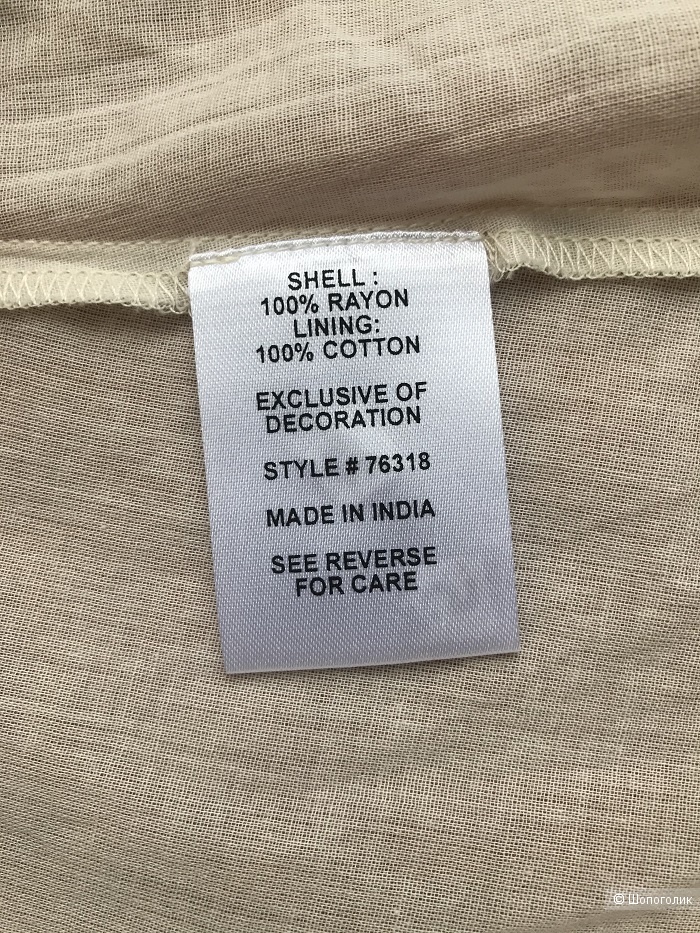 SHELL :
100% RAYON
LINING:
100% COTTON
EXCLUSIVE OF
DECORATION
STYLE # 76318
MADE IN INDIA
SEE REVERSE
FOR CARE
© Шопоголик